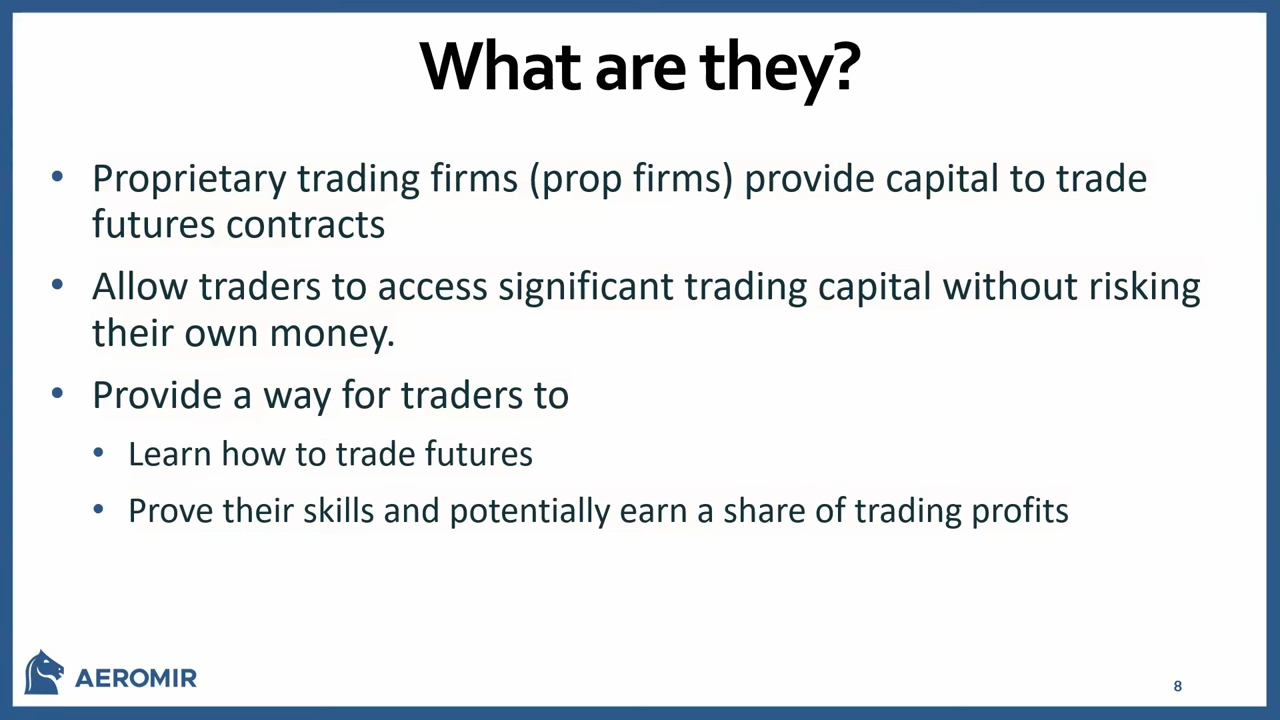 What are they?
• Proprietary trading firms (prop firms) provide capital to trade
futures contracts
• Allow traders to access significant trading capital without risking
their own money.
• Provide a way for traders to
• Learn how to trade futures
• Prove their skills and potentially earn a share of trading profits
AEROMIR
8